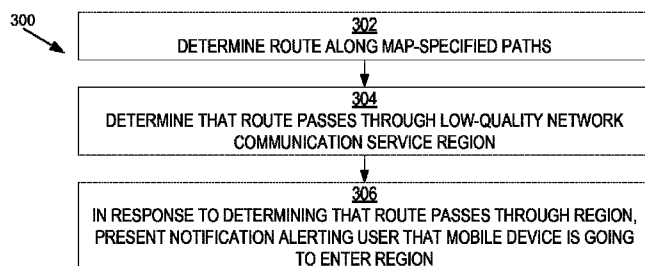 300
302
DETERMINE ROUTE ALONG MAP-SPECIFIED PATHS
304
DETERMINE THAT ROUTE PASSES THROUGH LOW-QUALITY NETWORK
COMMUNICATION SERVICE REGION
306
IN RESPONSE TO DETERMINING THAT ROUTE PASSES THROUGH REGION,
PRESENT NOTIFICATION ALERTING USER THAT MOBILE DEVICE IS GOING
TO ENTER REGION